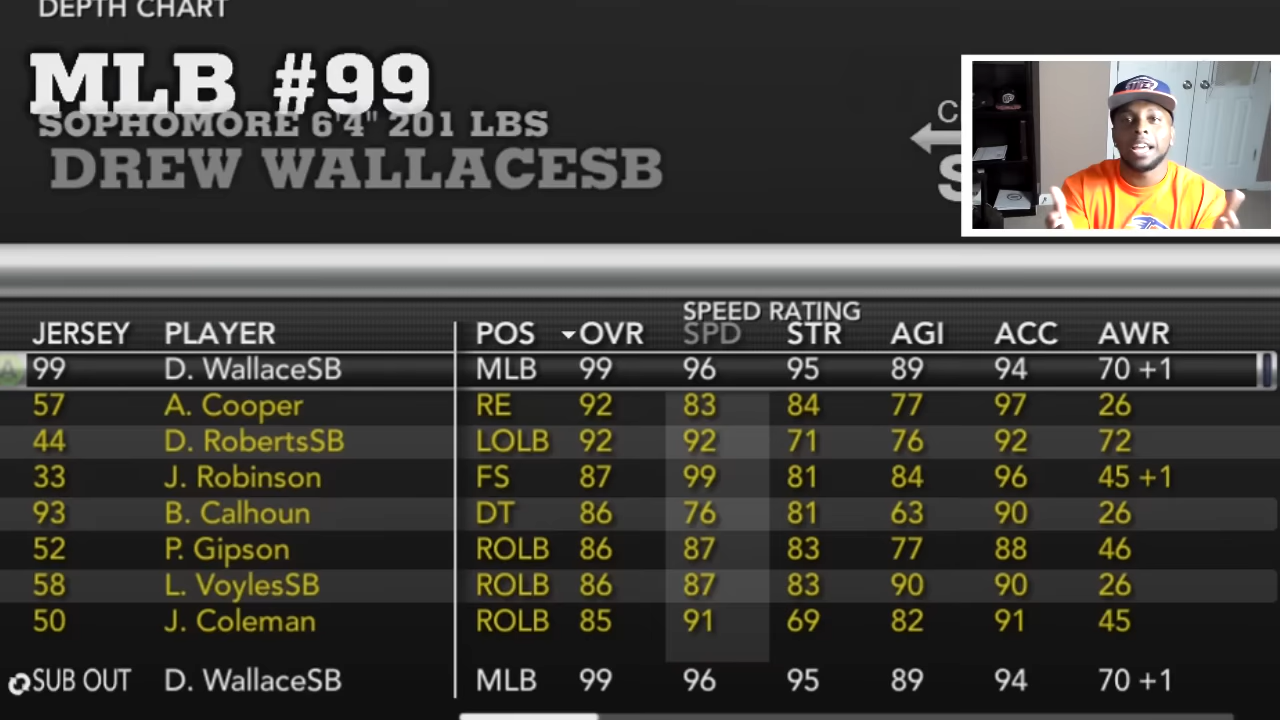 DEPTH CHART
MLB #99
SOPHOMORE 6'4" 201 LBS
DREW WALLACESB
C
S
SPEED RATING
JERSEY PLAYER POS OVR SPD STR AGI ACC AWR
A 99 D. WallaceSB MLB 99 96 95 89 94 70 +1
57 A. Cooper RE 92 83 84 77 97 26
44 D. RobertsSB LOLB 92 92 71 76 92 72
33 J. Robinson FS 87 99 81 84 96 45 +1
93 B. Calhoun DT 86 76 81 63 90 26
52 P. Gipson ROLB 86 87 83 77 88 46
58 L. VoylesSB ROLB 86 87 83 90 90 26
50 J. Coleman ROLB 85 91 69 82 91 45
SUB OUT D. WallaceSB MLB 99 96 95 89 94 70 +1